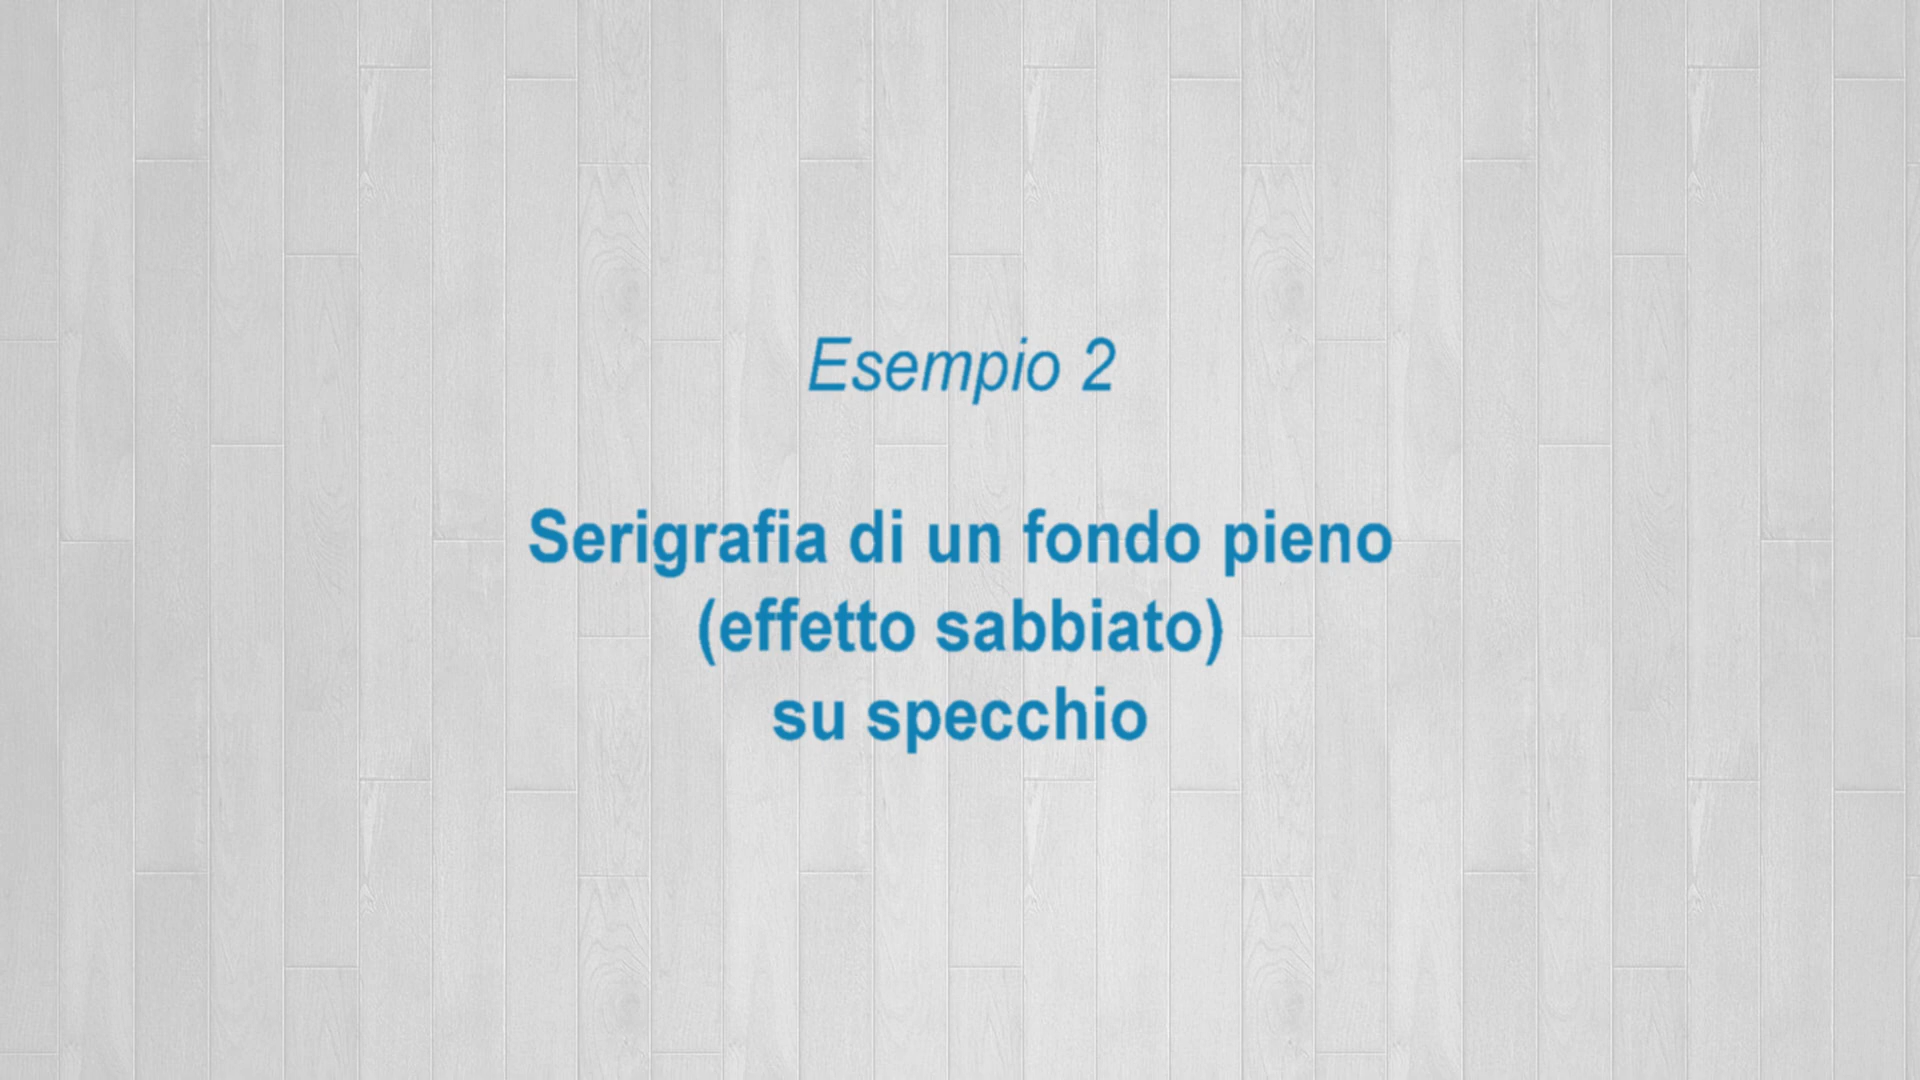 Esempio 2
Serigrafia di un fondo pieno
(effetto sabbiato)
su specchio